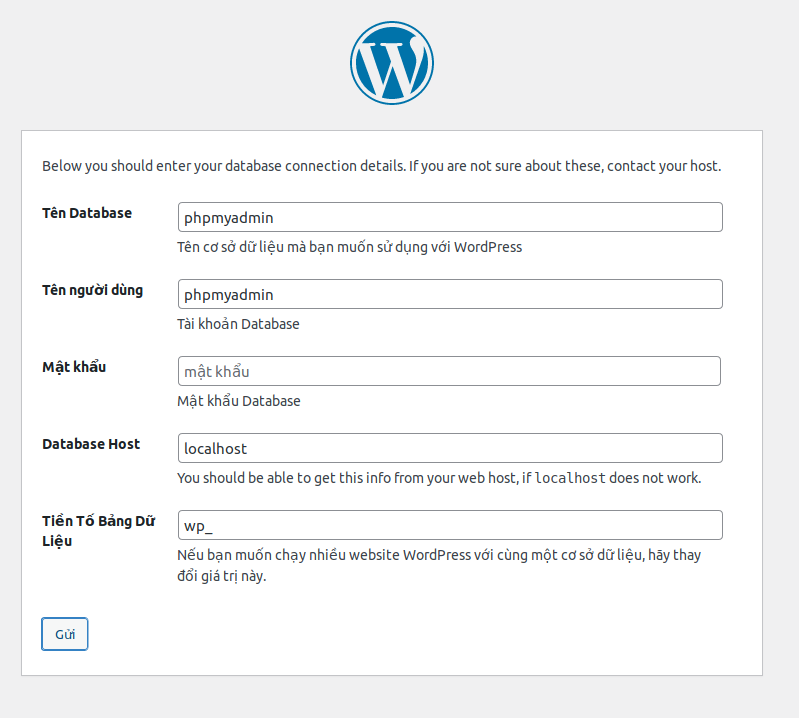 Below you should enter your database connection details. If you are not sure about these, contact your host.
Tên Database
phpmyadmin
Tên cơ sở dữ liệu mà bạn muốn sử dụng với WordPress
Tên người dùng
phpmyadmin
Tài khoản Database
Mật khẩu
mật khẩu
Mật khẩu Database
Database Host
localhost
You should be able to get this info from your web host, if localhost does not work.
Tiền Tố Bảng Dữ
Liệu
wp_
Nếu bạn muốn chạy nhiều website WordPress với cùng một cơ sở dữ liệu, hãy thay
đổi giá trị này.
Gửi